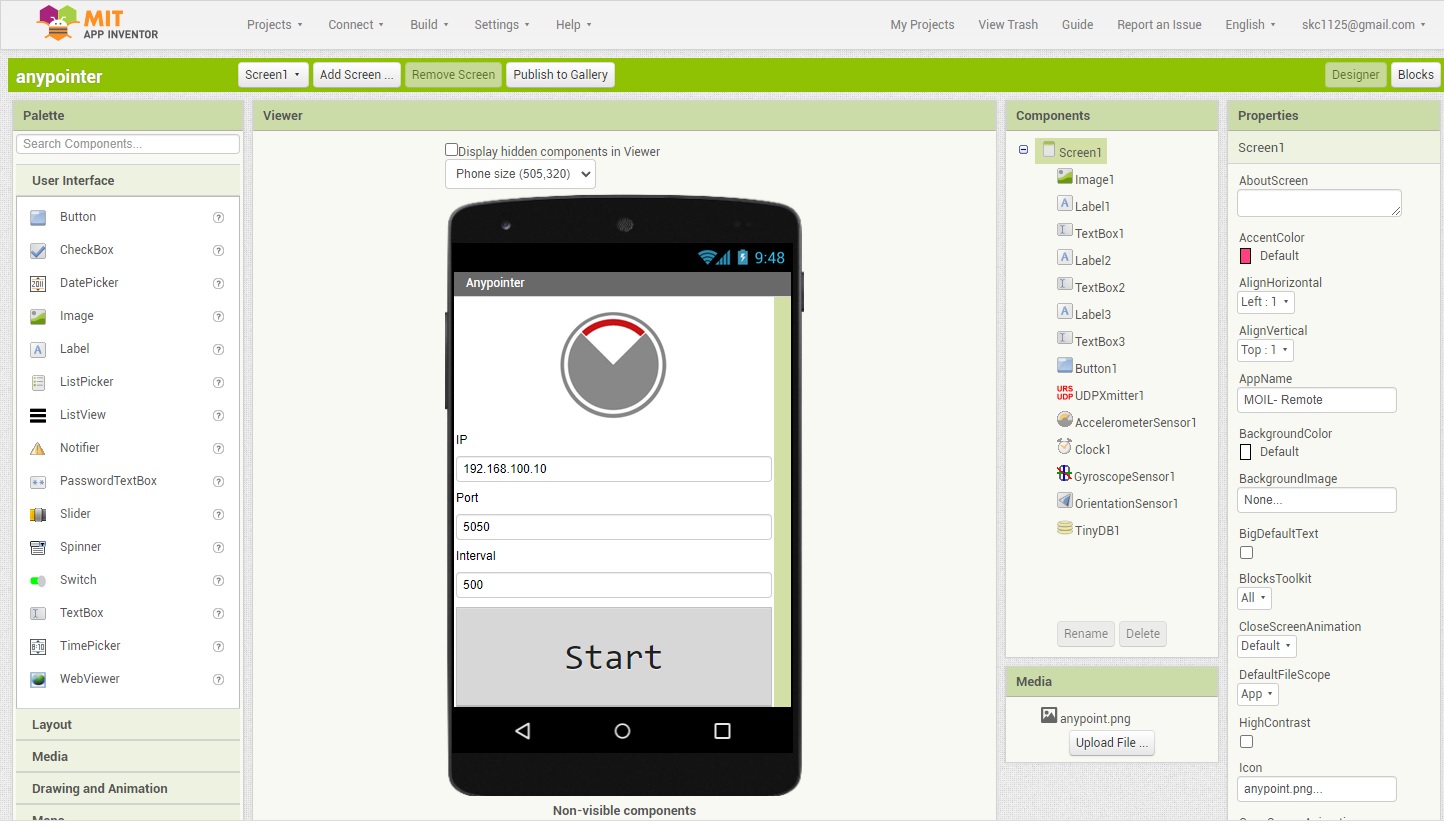 MIT
APP INVENTOR
Projects Connect Build Settings Help My Projects View Trash Guide Report an Issue English skc1125@gmail.com
anypointer Screen1 Add Screen ... Remove Screen Publish to Gallery Designer Blocks
Palette
Search Components...
User Interface
Button ?
CheckBox ?
DatePicker ?
Image ?
Label ?
ListPicker ?
ListView ?
Notifier ?
PasswordTextBox ?
Slider ?
Spinner ?
Switch ?
TextBox ?
TimePicker ?
WebViewer ?
Layout
Media
Drawing and Animation
Maps
Viewer
Display hidden components in Viewer
Phone size (505,320)
9:48
Anypointer
IP
192.168.100.10
Port
5050
Interval
500
Start
Non-visible components
Components
Screen1
Image1
Label1
TextBox1
Label2
TextBox2
Label3
TextBox3
Button1
URS
UDP UDPXmitter1
AccelerometerSensor1
Clock1
GyroscopeSensor1
OrientationSensor1
TinyDB1
Rename Delete
Media
anypoint.png
Upload File ...
Properties
Screen1
AboutScreen
AccentColor
Default
AlignHorizontal
Left : 1
AlignVertical
Top : 1
AppName
MOIL- Remote
BackgroundColor
Default
BackgroundImage
None...
BigDefaultText
BlocksToolkit
All
CloseScreenAnimation
Default
DefaultFileScope
App
HighContrast
Icon
anypoint.png...